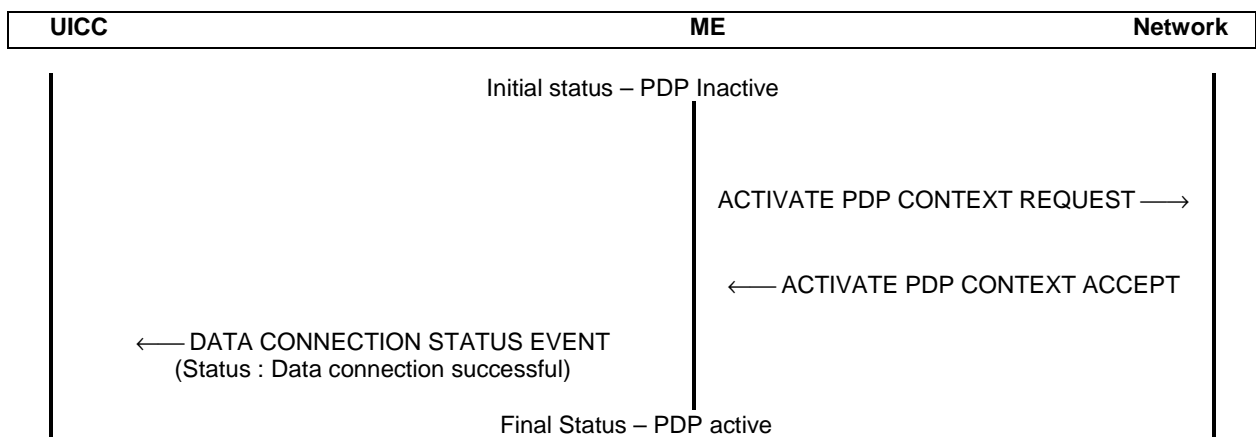 UICC ME Network
Initial status – PDP Inactive
ACTIVATE PDP CONTEXT REQUEST ⟶
⟵ ACTIVATE PDP CONTEXT ACCEPT
⟵ DATA CONNECTION STATUS EVENT
(Status : Data connection successful)
Final Status – PDP active